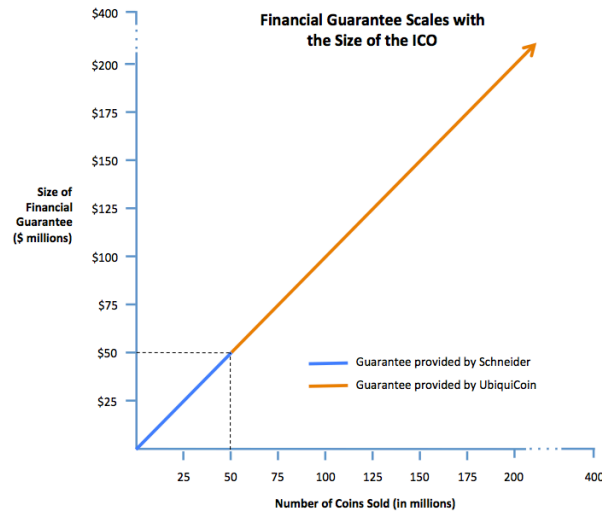 Financial Guarantee Scales with
the Size of the ICO
$400
$200
$175
$150
$125
$100
$75
$50
$25
Size of
Financial
Guarantee
($ millions)
Guarantee provided by Schneider
Guarantee provided by UbiquiCoin
25 50 75 100 125 150 175 200 400
Number of Coins Sold (in millions)